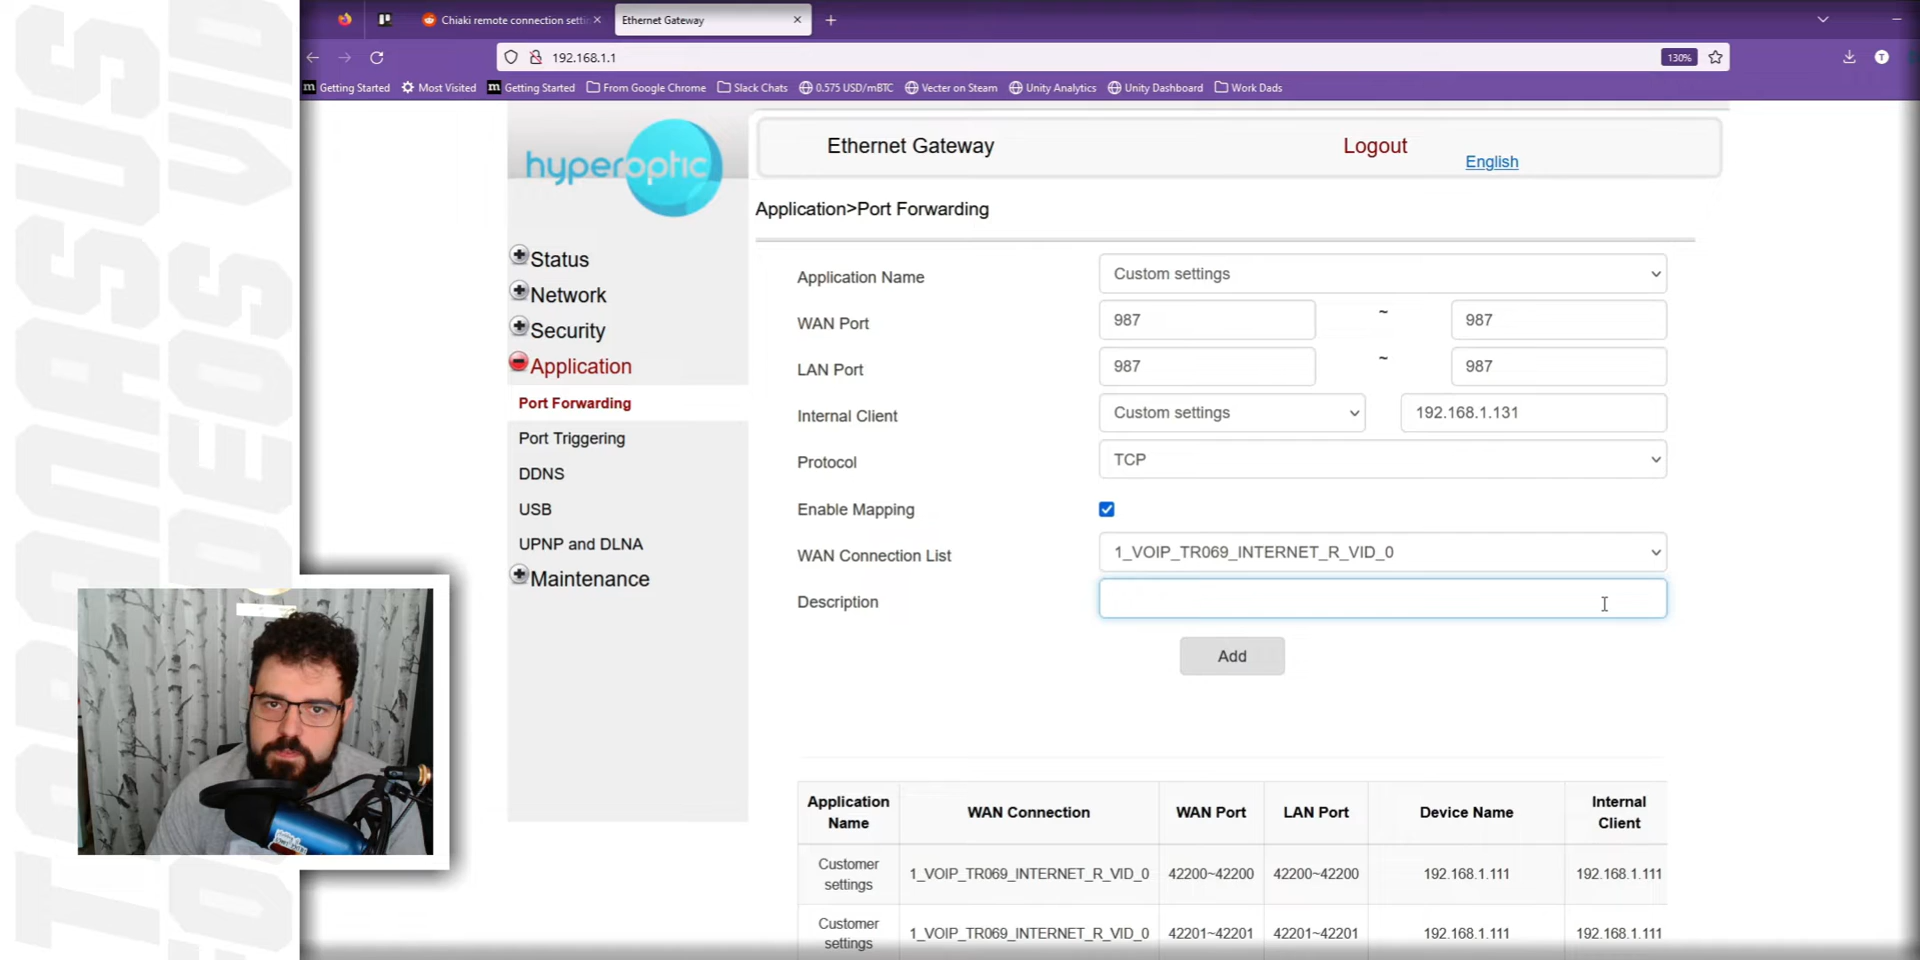 Chiaki remote connection setti
Ethernet Gateway
192.168.1.1
130%
T
Getting Started
Most Visited
Getting Started
From Google Chrome
Slack Chats
0.575 USD/mBTC
Vecter on Steam
Unity Analytics
Unity Dashboard
Work Dads
hyperoptic
Ethernet Gateway
Logout
English
Application>Port Forwarding
Status
Network
Security
Application
Port Forwarding
Port Triggering
DDNS
USB
UPNP and DLNA
Maintenance
Application Name Custom settings
WAN Port 987 ~ 987
LAN Port 987 ~ 987
Internal Client Custom settings 192.168.1.131
Protocol TCP
Enable Mapping
WAN Connection List 1_VOIP_TR069_INTERNET_R_VID_0
Description
Add
Application Name WAN Connection WAN Port LAN Port Device Name Internal Client
Customer settings 1_VOIP_TR069_INTERNET_R_VID_0 42200~42200 42200~42200 192.168.1.111 192.168.1.111
Customer settings 1_VOIP_TR069_INTERNET_R_VID_0 42201~42201 42201~42201 192.168.1.111 192.168.1.111